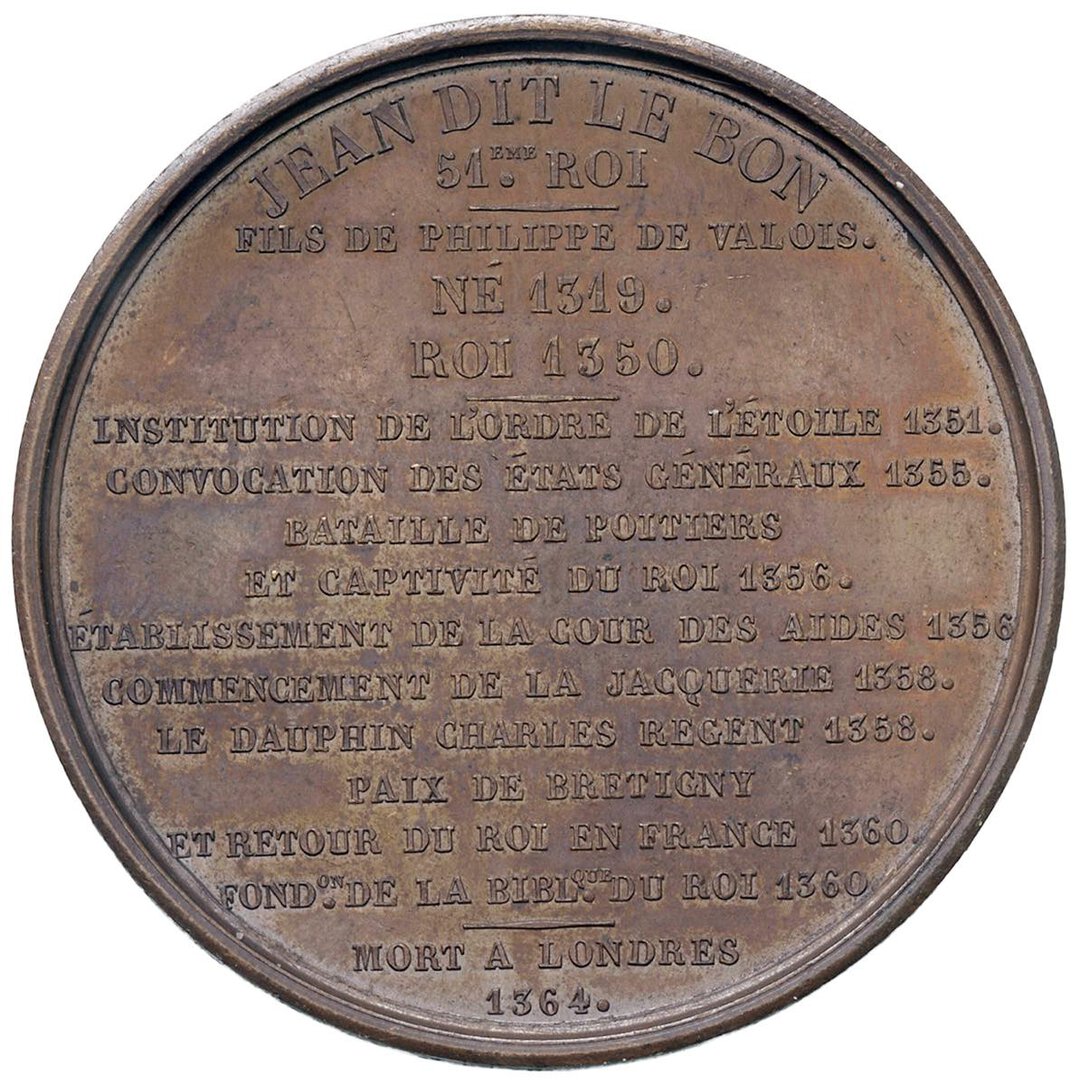 JEAN DIT LE BON
51.EME ROI
FILS DE PHILIPPE DE VALOIS.
NÉ 1319.
ROI 1350.
INSTITUTION DE L'ORDRE DE L'ÉTOILE 1351.
CONVOCATION DES ÉTATS GÉNÉRAUX 1355.
BATAILLE DE POITIERS
ET CAPTIVITÉ DU ROI 1356.
ÉTABLISSEMENT DE LA COUR DES AIDES 1356
COMMENCEMENT DE LA JACQUERIE 1358.
LE DAUPHIN CHARLES REGENT 1358.
PAIX DE BRETIGNY
ET RETOUR DU ROI EN FRANCE 1360.
FOND.ON DE LA BIBL.QUE DU ROI 1360
MORT A LONDRES
1364.